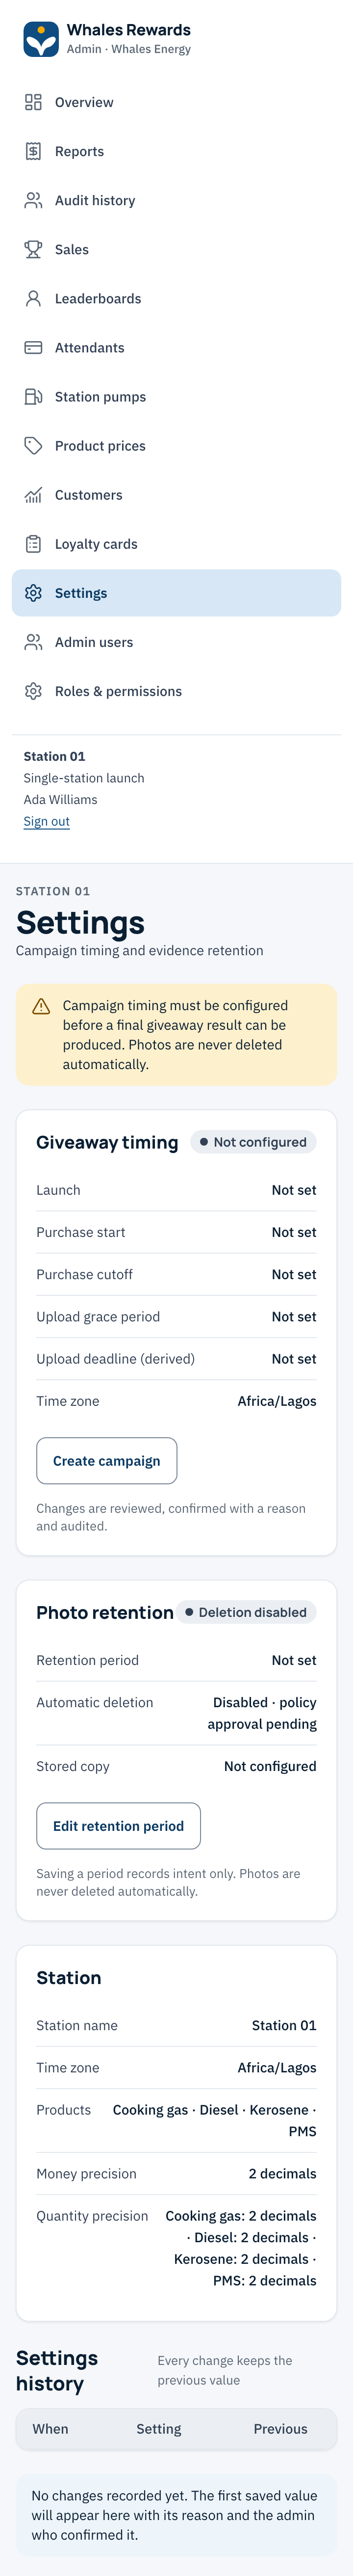 Whales Rewards
Admin · Whales Energy
Overview
Reports
Audit history
Sales
Leaderboards
Attendants
Station pumps
Product prices
Customers
Loyalty cards
Settings
Admin users
Roles & permissions
Station 01
Single-station launch
Ada Williams
Sign out
STATION 01
Settings
Campaign timing and evidence retention
Campaign timing must be configured
before a final giveaway result can be
produced. Photos are never deleted
automatically.
Giveaway timing Not configured
Launch Not set
Purchase start Not set
Purchase cutoff Not set
Upload grace period Not set
Upload deadline (derived) Not set
Time zone Africa/Lagos
Create campaign
Changes are reviewed, confirmed with a reason
and audited.
Photo retention Deletion disabled
Retention period Not set
Automatic deletion Disabled · policy
approval pending
Stored copy Not configured
Edit retention period
Saving a period records intent only. Photos are
never deleted automatically.
Station
Station name Station 01
Time zone Africa/Lagos
Products Cooking gas · Diesel · Kerosene ·
PMS
Money precision 2 decimals
Quantity precision Cooking gas: 2 decimals
· Diesel: 2 decimals ·
Kerosene: 2 decimals ·
PMS: 2 decimals
Settings
history
Every change keeps the
previous value
When Setting Previous
No changes recorded yet. The first saved value
will appear here with its reason and the admin
who confirmed it.